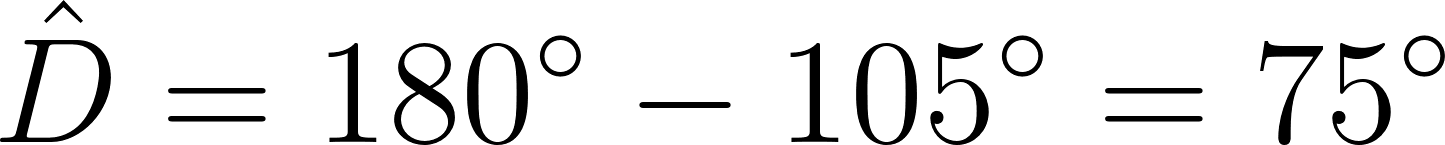 D̂ = 180° − 105° = 75°